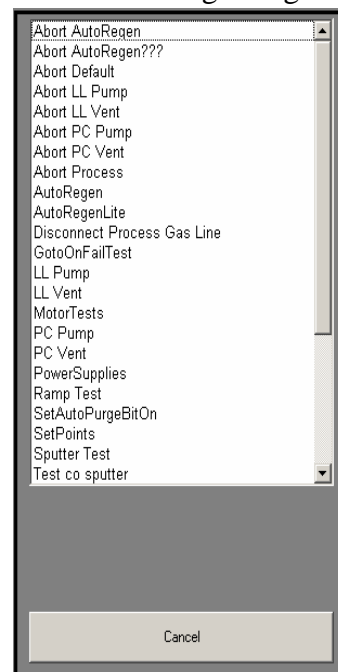 Abort AutoRegen
Abort AutoRegen???
Abort Default
Abort LL Pump
Abort LL Vent
Abort PC Pump
Abort PC Vent
Abort Process
AutoRegen
AutoRegenLite
Disconnect Process Gas Line
GotoOnFailTest
LL Pump
LL Vent
MotorTests
PC Pump
PC Vent
PowerSupplies
Ramp Test
SetAutoPurgeBitOn
SetPoints
Sputter Test
Test co sputter
Cancel